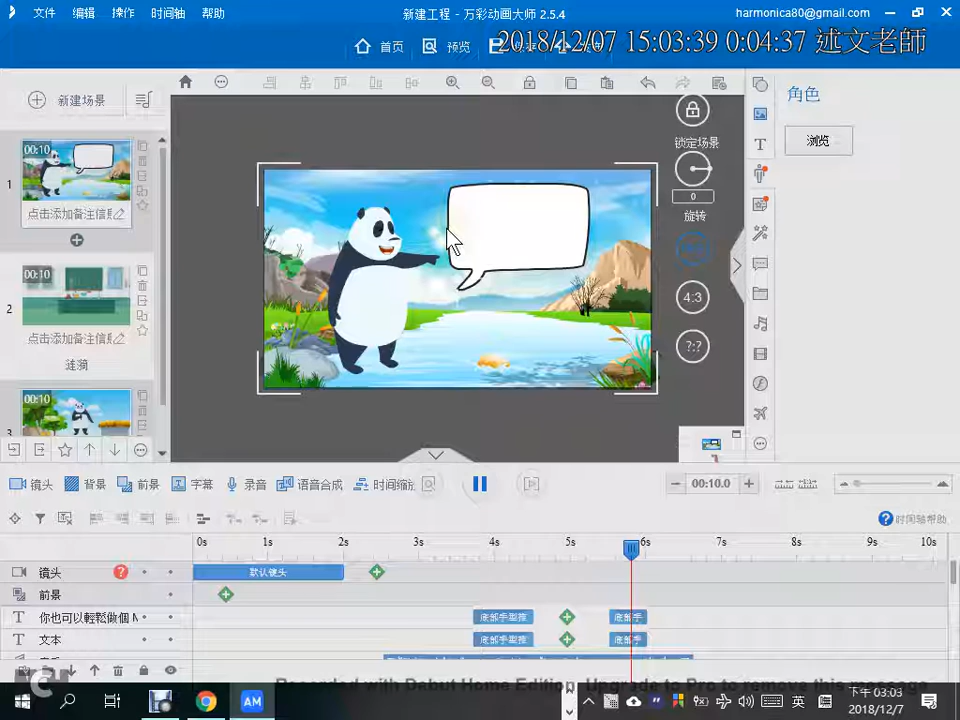 文件 编辑 操作 时间轴 帮助 新建工程 - 万彩动画大师 2.5.4 harmonica80@gmail.com
首页 预览
2018/12/07 15:03:39 0:04:37 述文老師
新建场景
角色
浏览
锁定场景
0
旋转
4:3
?:?
00:10
1
点击添加备注信息
00:10
2
点击添加备注信息
涟漪
00:10
3
镜头 背景 前景 字幕 录音 语音合成 时间缩放 00:10.0
时间轴帮助
0s 1s 2s 3s 4s 5s 6s 7s 8s 9s 10s
镜头 默认镜头
前景
你也可以輕鬆做個 底部手型推 底部手
文本 底部手型推 底部手
Recorded with Debut Home Edition. Upgrade to Pro to remove this message
AM 英 下午 03:03
2018/12/7